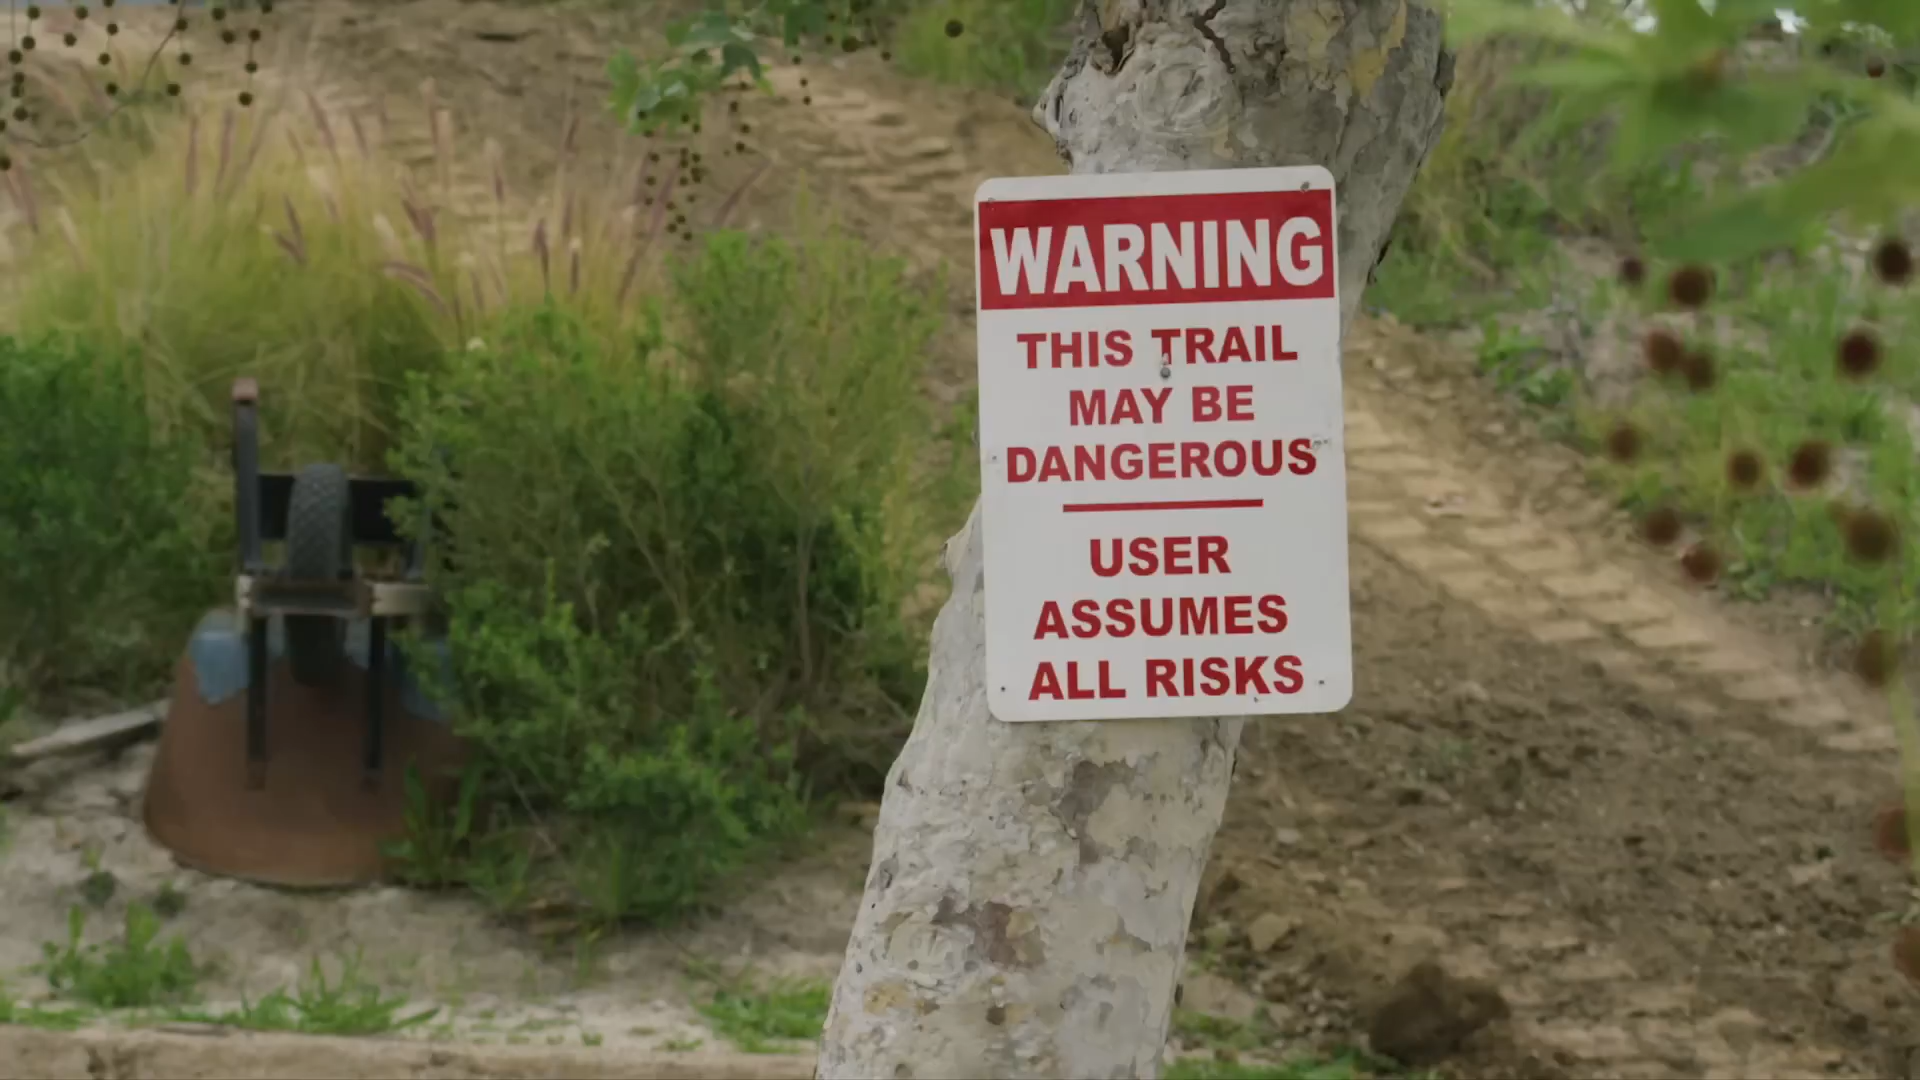 WARNING
THIS TRAIL
MAY BE
DANGEROUS
USER
ASSUMES
ALL RISKS